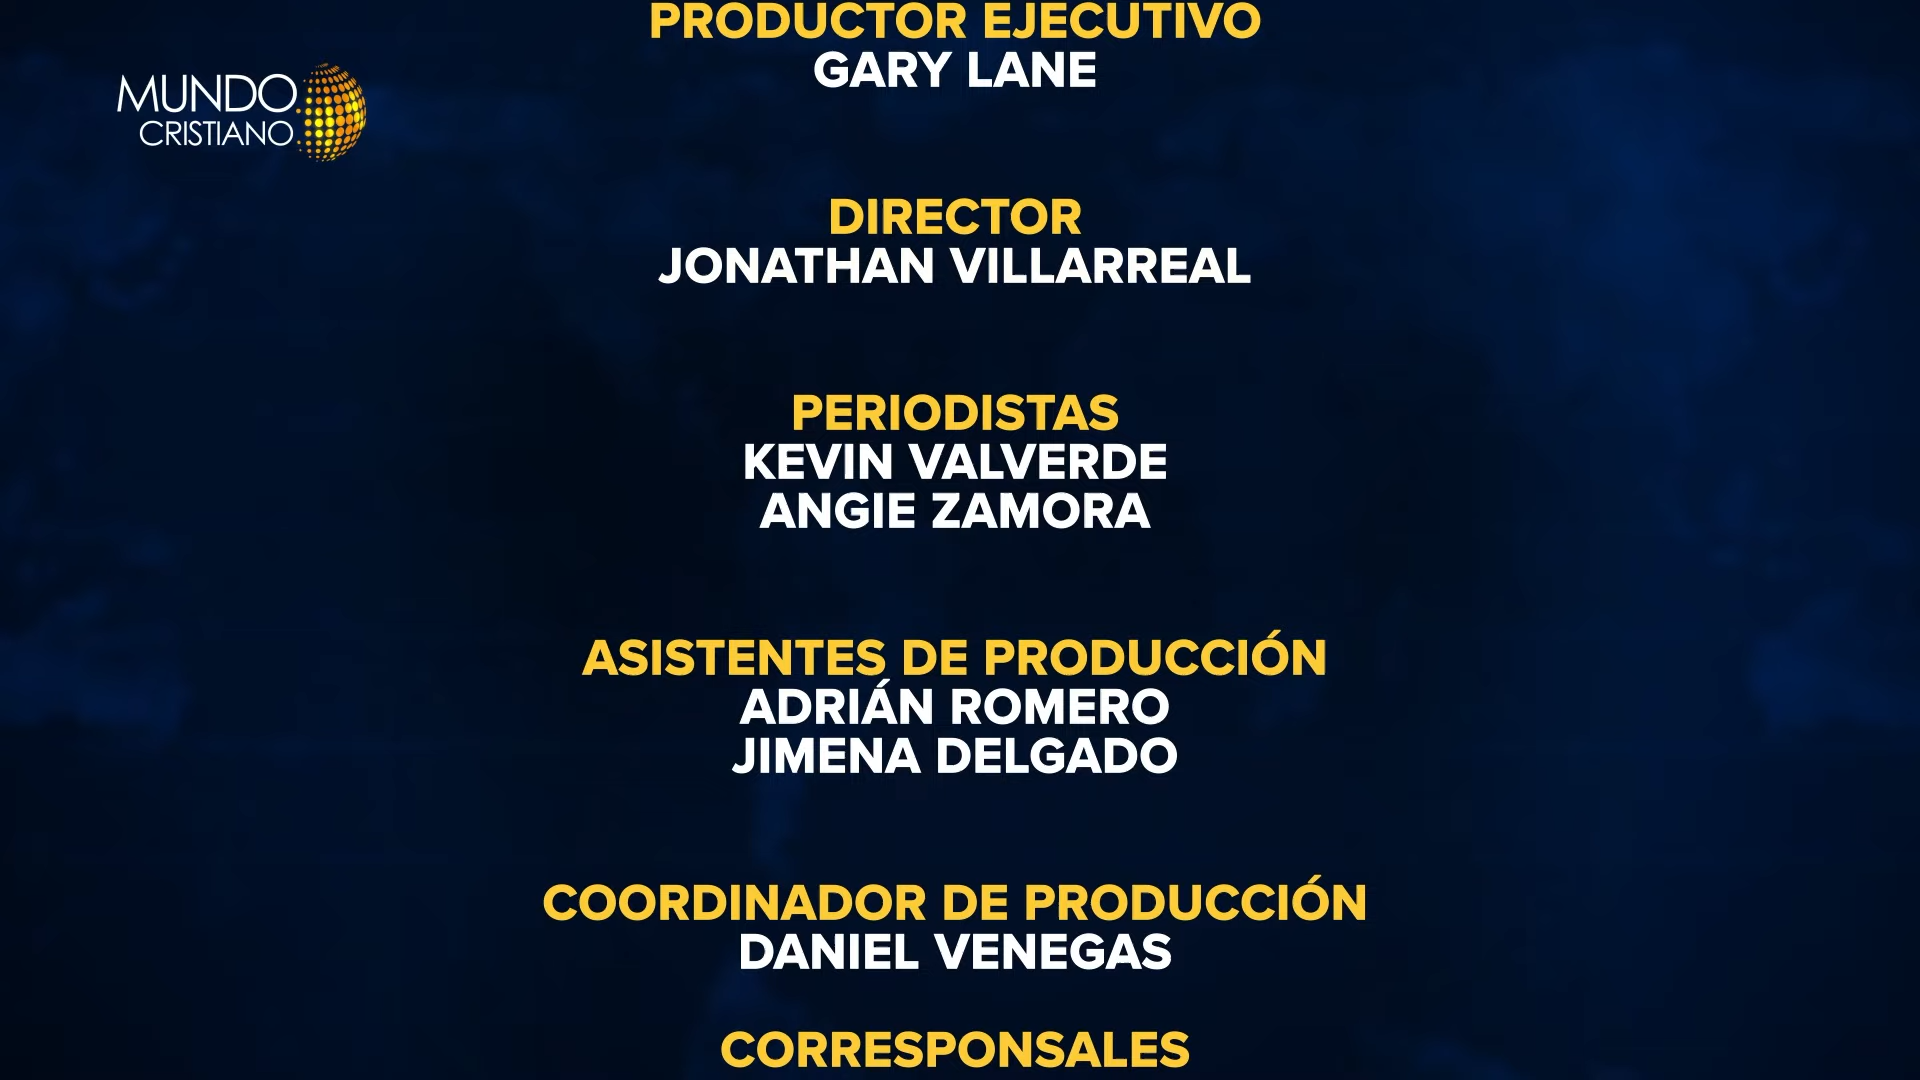 PRODUCTOR EJECUTIVO
GARY LANE
MUNDO
CRISTIANO
DIRECTOR
JONATHAN VILLARREAL
PERIODISTAS
KEVIN VALVERDE
ANGIE ZAMORA
ASISTENTES DE PRODUCCIÓN
ADRIÁN ROMERO
JIMENA DELGADO
COORDINADOR DE PRODUCCIÓN
DANIEL VENEGAS
CORRESPONSALES